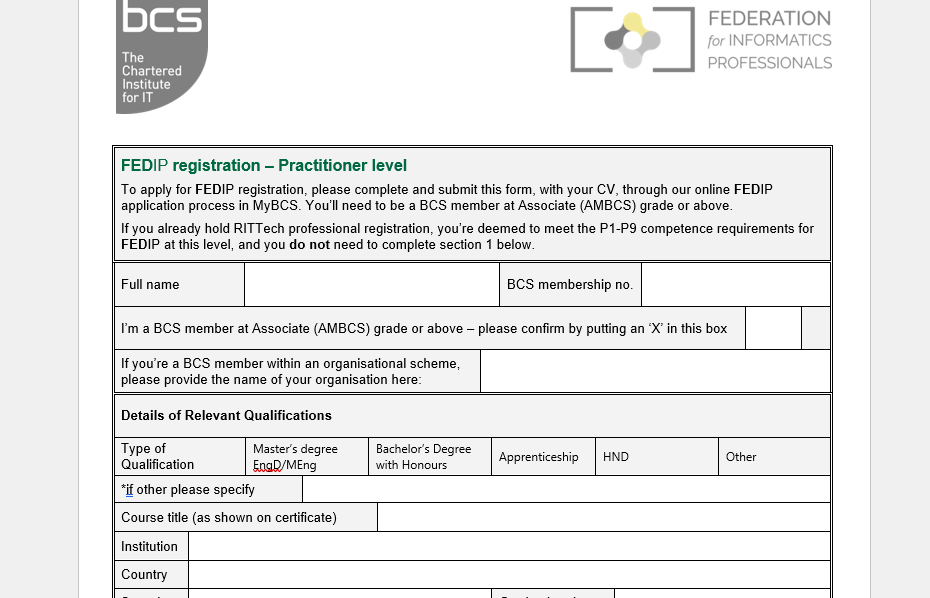 bcs
The
Chartered
Institute
for IT
FEDERATION
for INFORMATICS
PROFESSIONALS
FEDIP registration – Practitioner level
To apply for FEDIP registration, please complete and submit this form, with your CV, through our online FEDIP
application process in MyBCS. You’ll need to be a BCS member at Associate (AMBCS) grade or above.
If you already hold RITTech professional registration, you’re deemed to meet the P1-P9 competence requirements for
FEDIP at this level, and you do not need to complete section 1 below.
Full name
BCS membership no.
I’m a BCS member at Associate (AMBCS) grade or above – please confirm by putting an ‘X’ in this box
If you’re a BCS member within an organisational scheme,
please provide the name of your organisation here:
Details of Relevant Qualifications
Type of
Qualification
Master’s degree
EngD/MEng
Bachelor’s Degree
with Honours
Apprenticeship
HND
Other
*if other please specify
Course title (as shown on certificate)
Institution
Country